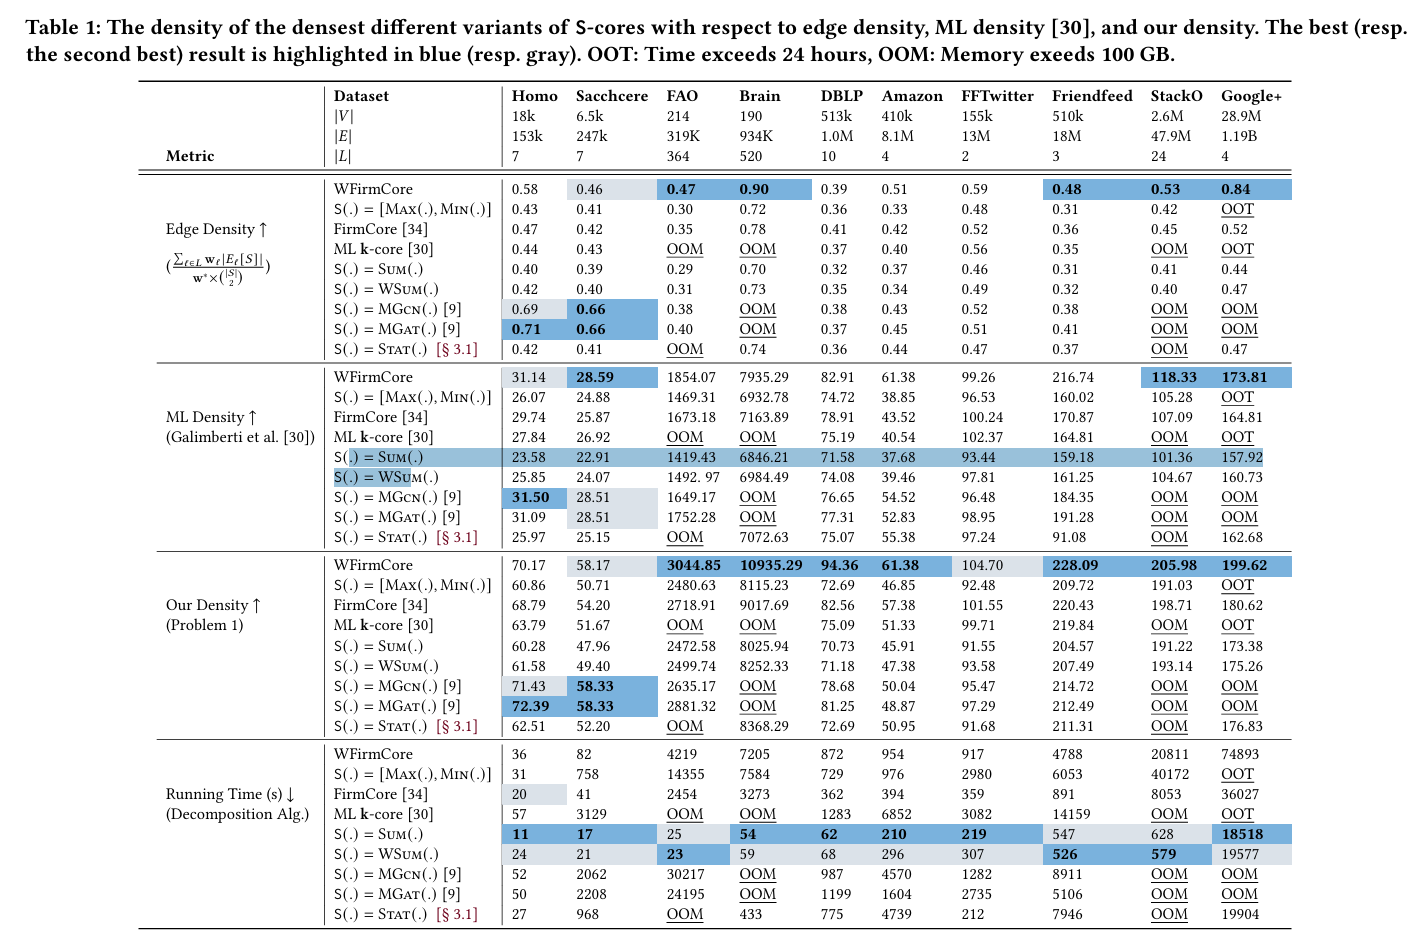 Table 1: The density of the densest different variants of S-cores with respect to edge density, ML density [30], and our density. The best (resp.
the second best) result is highlighted in blue (resp. gray). OOT: Time exceeds 24 hours, OOM: Memory exeeds 100 GB.
Dataset Homo Sacchcere FAO Brain DBLP Amazon FFTwitter Friendfeed StackO Google+
|V| 18k 6.5k 214 190 513k 410k 155k 510k 2.6M 28.9M
|E| 153k 247k 319K 934K 1.0M 8.1M 13M 18M 47.9M 1.19B
Metric |L| 7 7 364 520 10 4 2 3 24 4
WFirmCore 0.58 0.46 0.47 0.90 0.39 0.51 0.59 0.48 0.53 0.84
S(.) = [Max(.), Min(.)] 0.43 0.41 0.30 0.72 0.36 0.33 0.48 0.31 0.42 OOT
Edge Density ↑ FirmCore [34] 0.47 0.42 0.35 0.78 0.41 0.42 0.52 0.36 0.45 0.52
ML k-core [30] 0.44 0.43 OOM OOM 0.37 0.40 0.56 0.35 OOM OOT
(∑ℓ∈L wℓ|Eℓ[S]| / w*×(|S| 2)) S(.) = Sum(.) 0.40 0.39 0.29 0.70 0.32 0.37 0.46 0.31 0.41 0.44
S(.) = WSum(.) 0.42 0.40 0.31 0.73 0.35 0.34 0.49 0.32 0.40 0.47
S(.) = MGcn(.) [9] 0.69 0.66 0.38 OOM 0.38 0.43 0.52 0.38 OOM OOM
S(.) = MGat(.) [9] 0.71 0.66 0.40 OOM 0.37 0.45 0.51 0.41 OOM OOM
S(.) = Stat(.) [§ 3.1] 0.42 0.41 OOM 0.74 0.36 0.44 0.47 0.37 OOM 0.47
WFirmCore 31.14 28.59 1854.07 7935.29 82.91 61.38 99.26 216.74 118.33 173.81
S(.) = [Max(.), Min(.)] 26.07 24.88 1469.31 6932.78 74.72 38.85 96.53 160.02 105.28 OOT
ML Density ↑ FirmCore [34] 29.74 25.87 1673.18 7163.89 78.91 43.52 100.24 170.87 107.09 164.81
(Galimberti et al. [30]) ML k-core [30] 27.84 26.92 OOM OOM 75.19 40.54 102.37 164.81 OOM OOT
S(.) = Sum(.) 23.58 22.91 1419.43 6846.21 71.58 37.68 93.44 159.18 101.36 157.92
S(.) = WSum(.) 25.85 24.07 1492. 97 6984.49 74.08 39.46 97.81 161.25 104.67 160.73
S(.) = MGcn(.) [9] 31.50 28.51 1649.17 OOM 76.65 54.52 96.48 184.35 OOM OOM
S(.) = MGat(.) [9] 31.09 28.51 1752.28 OOM 77.31 52.83 98.95 191.28 OOM OOM
S(.) = Stat(.) [§ 3.1] 25.97 25.15 OOM 7072.63 75.07 55.38 97.24 91.08 OOM 162.68
WFirmCore 70.17 58.17 3044.85 10935.29 94.36 61.38 104.70 228.09 205.98 199.62
S(.) = [Max(.), Min(.)] 60.86 50.71 2480.63 8115.23 72.69 46.85 92.48 209.72 191.03 OOT
Our Density ↑ FirmCore [34] 68.79 54.20 2718.91 9017.69 82.56 57.38 101.55 220.43 198.71 180.62
(Problem 1) ML k-core [30] 63.79 51.67 OOM OOM 75.09 51.33 99.71 219.84 OOM OOT
S(.) = Sum(.) 60.28 47.96 2472.58 8025.94 70.73 45.91 91.55 204.57 191.22 173.38
S(.) = WSum(.) 61.58 49.40 2499.74 8252.33 71.18 47.38 93.58 207.49 193.14 175.26
S(.) = MGcn(.) [9] 71.43 58.33 2635.17 OOM 78.68 50.04 95.47 214.72 OOM OOM
S(.) = MGat(.) [9] 72.39 58.33 2881.32 OOM 81.25 48.87 97.29 212.49 OOM OOM
S(.) = Stat(.) [§ 3.1] 62.51 52.20 OOM 8368.29 72.69 50.95 91.68 211.31 OOM 176.83
WFirmCore 36 82 4219 7205 872 954 917 4788 20811 74893
S(.) = [Max(.), Min(.)] 31 758 14355 7584 729 976 2980 6053 40172 OOT
Running Time (s) ↓ FirmCore [34] 20 41 2454 3273 362 394 359 891 8053 36027
(Decomposition Alg.) ML k-core [30] 57 3129 OOM OOM 1283 6852 3082 14159 OOM OOT
S(.) = Sum(.) 11 17 25 54 62 210 219 547 628 18518
S(.) = WSum(.) 24 21 23 59 68 296 307 526 579 19577
S(.) = MGcn(.) [9] 52 2062 30217 OOM 987 4570 1282 8911 OOM OOM
S(.) = MGat(.) [9] 50 2208 24195 OOM 1199 1604 2735 5106 OOM OOM
S(.) = Stat(.) [§ 3.1] 27 968 OOM 433 775 4739 212 7946 OOM 19904